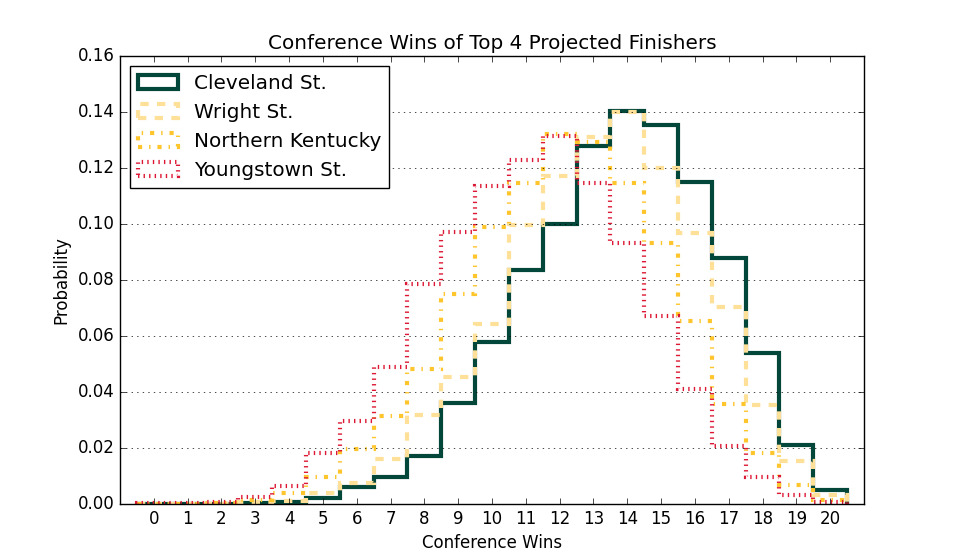 Conference Wins of Top 4 Projected Finishers
0.16
0.14
0.12
0.10
0.08
0.06
0.04
0.02
0.00
Probability
Cleveland St.
Wright St.
Northern Kentucky
Youngstown St.
0 1 2 3 4 5 6 7 8 9 10 11 12 13 14 15 16 17 18 19 20
Conference Wins